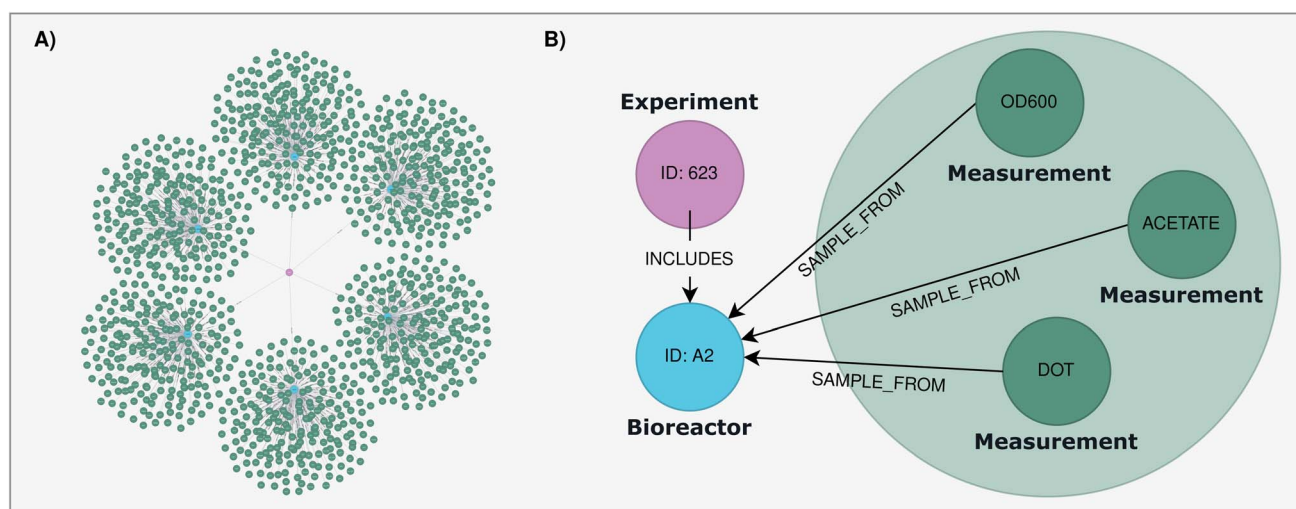 A)
B)
Experiment
ID: 623
INCLUDES
ID: A2
Bioreactor
OD600
Measurement
SAMPLE_FROM
ACETATE
Measurement
SAMPLE_FROM
DOT
Measurement
SAMPLE_FROM